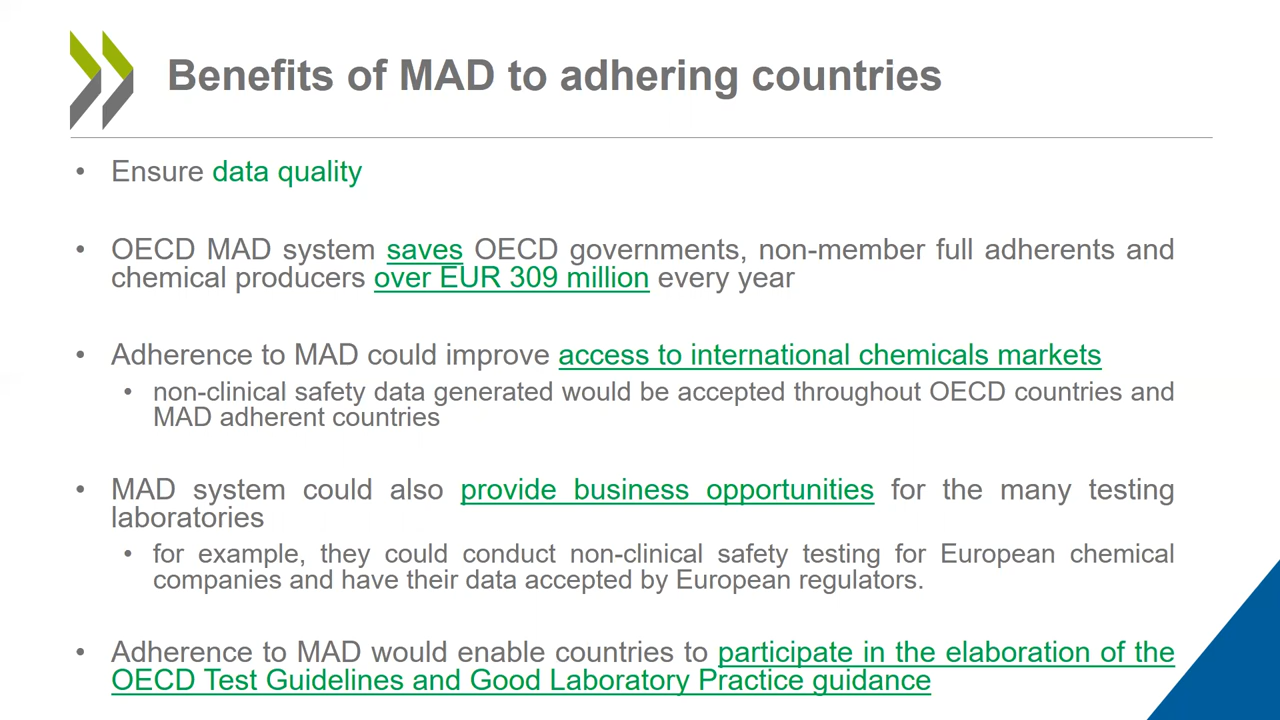 Benefits of MAD to adhering countries
• Ensure data quality
• OECD MAD system saves OECD governments, non-member full adherents and
chemical producers over EUR 309 million every year
• Adherence to MAD could improve access to international chemicals markets
• non-clinical safety data generated would be accepted throughout OECD countries and
MAD adherent countries
• MAD system could also provide business opportunities for the many testing
laboratories
• for example, they could conduct non-clinical safety testing for European chemical
companies and have their data accepted by European regulators.
• Adherence to MAD would enable countries to participate in the elaboration of the
OECD Test Guidelines and Good Laboratory Practice guidance